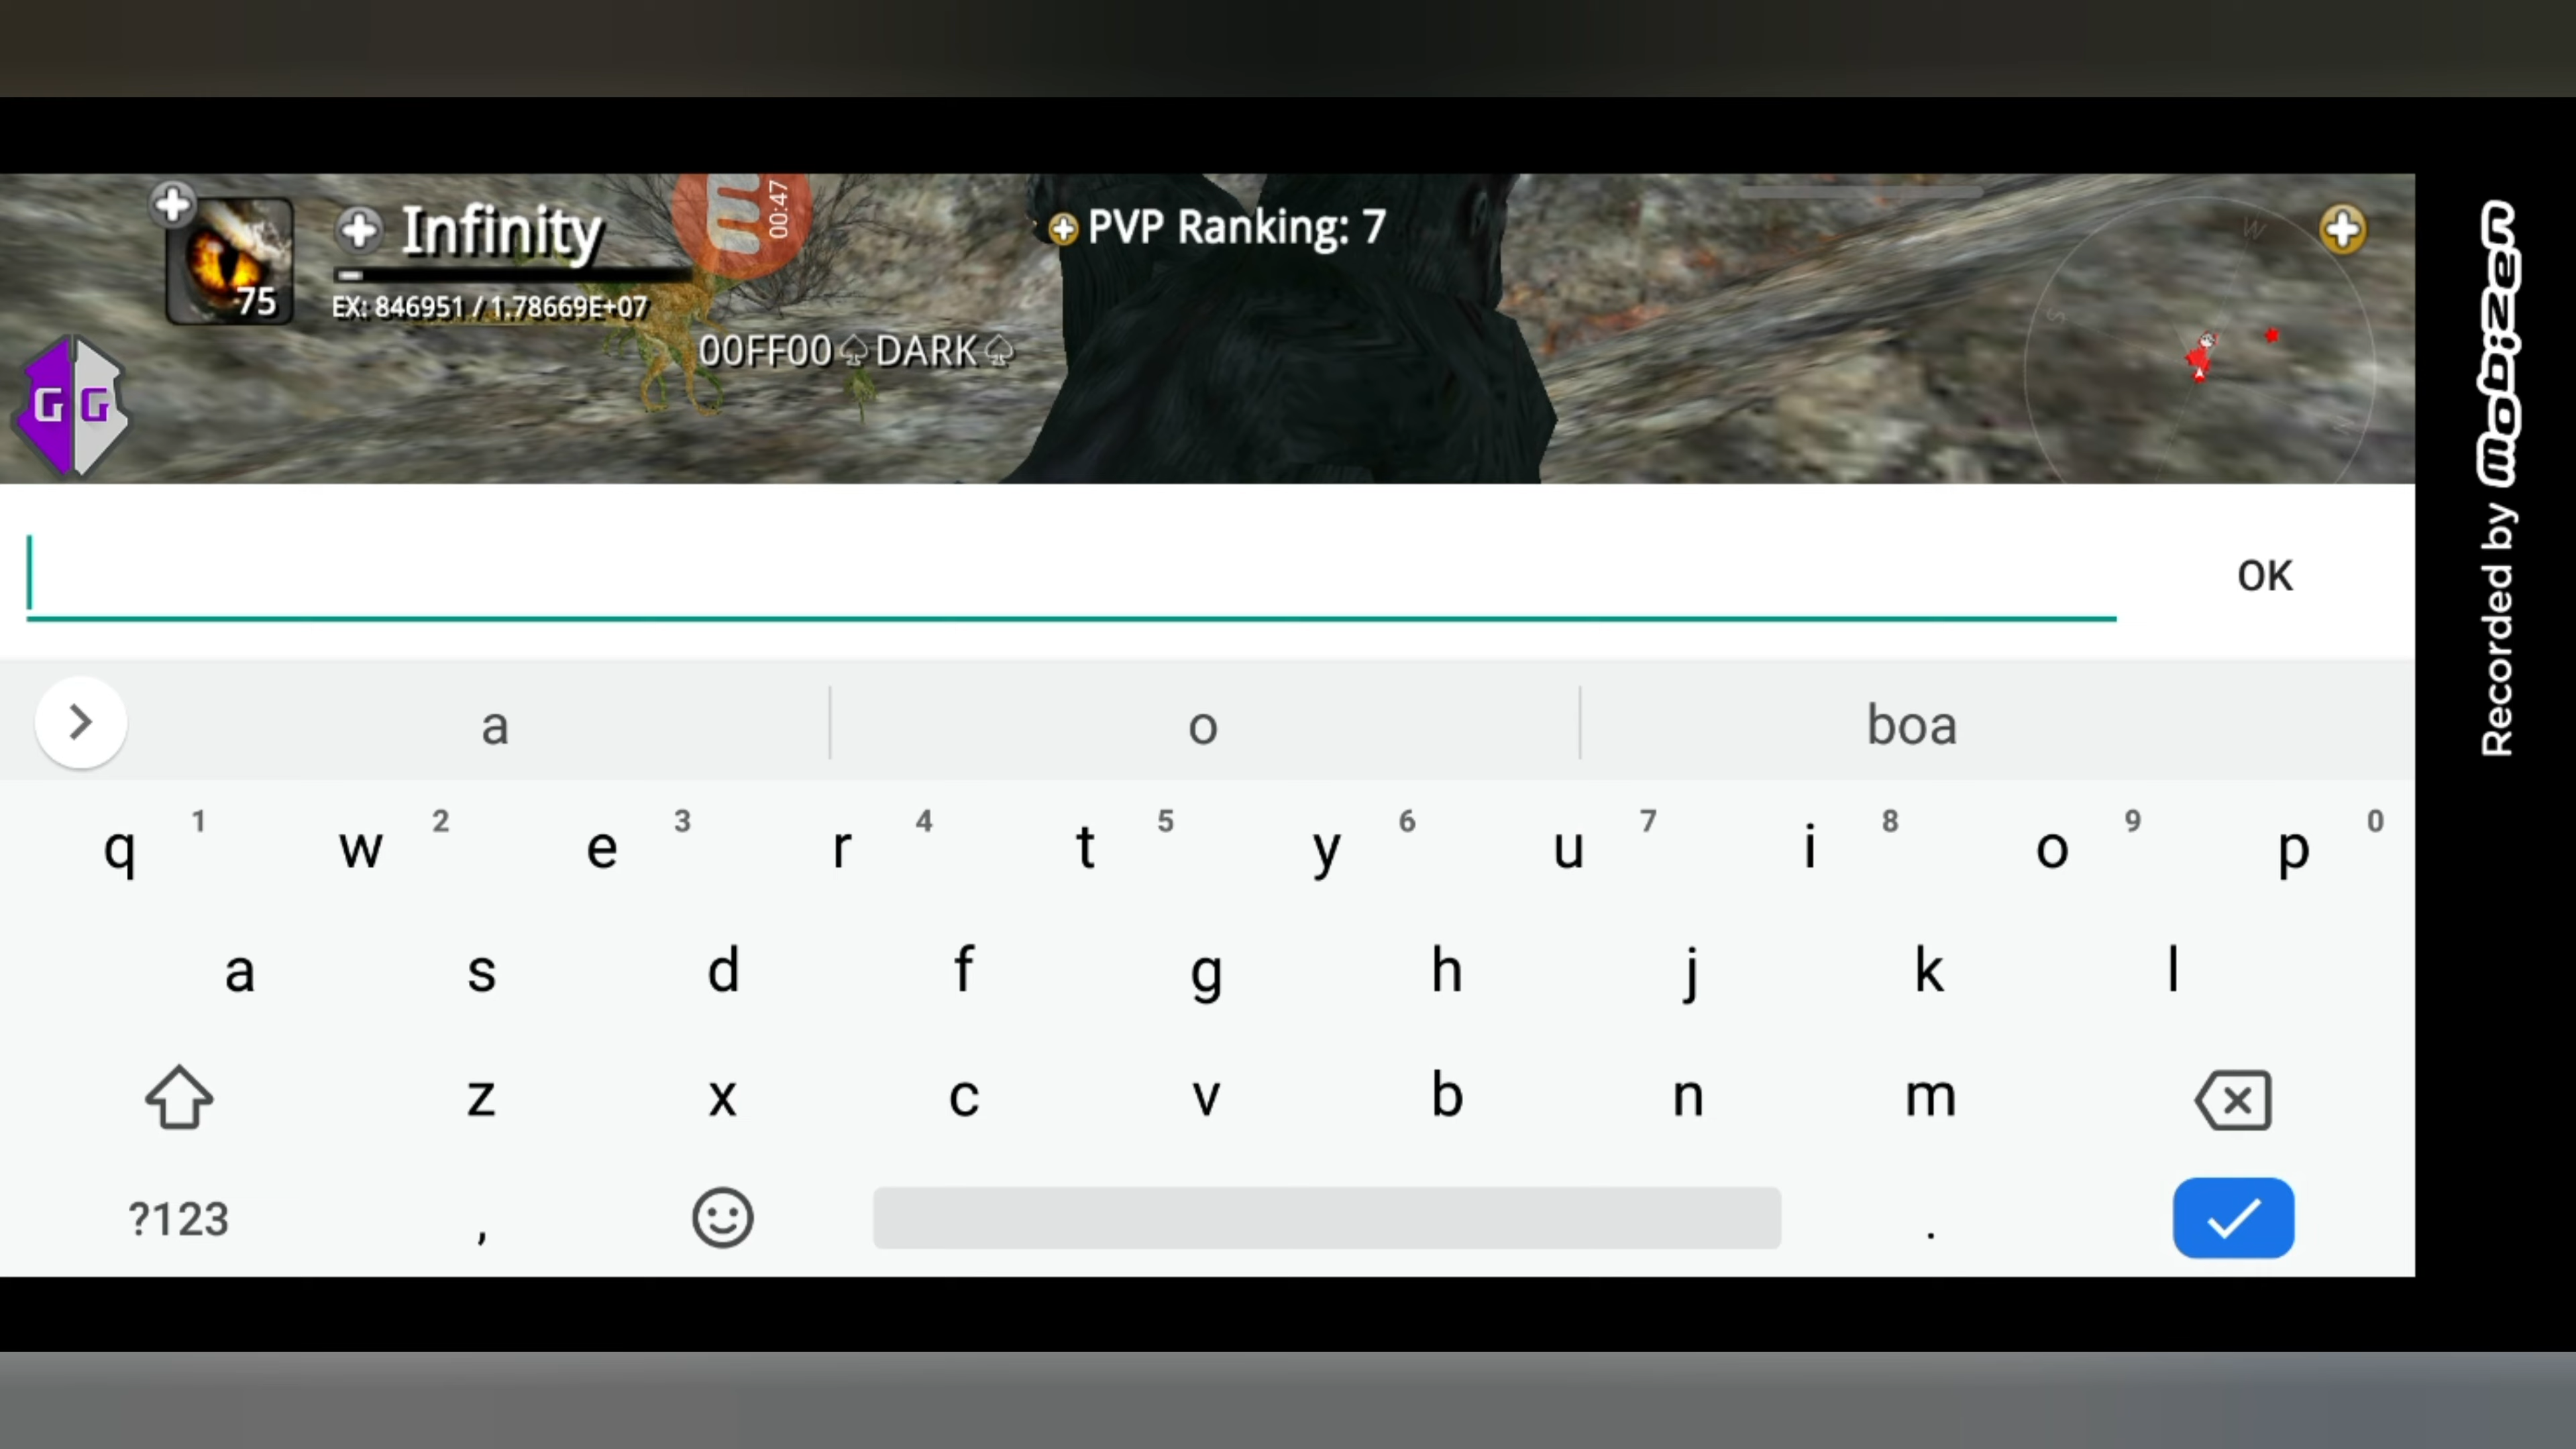 Infinity
00:47
PVP Ranking: 7
75
EX: 846951 / 1.78669E+07
00FF00♤DARK♤
GG
W
S
OK
a o boa
q 1 w 2 e 3 r 4 t 5 y 6 u 7 i 8 o 9 p 0
a s d f g h j k l
z x c v b n m
?123 , .
Recorded by mobizen